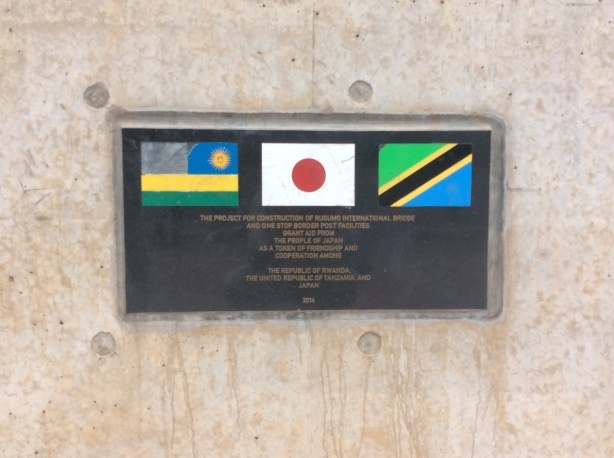 THE PROJECT FOR CONSTRUCTION OF RUSUMO INTERNATIONAL BRIDGE
AND ONE STOP BORDER POST FACILITIES
GRANT AID FROM
THE PEOPLE OF JAPAN
AS A TOKEN OF FRIENDSHIP AND
COOPERATION AMONG
THE REPUBLIC OF RWANDA,
THE UNITED REPUBLIC OF TANZANIA, AND
JAPAN
2014